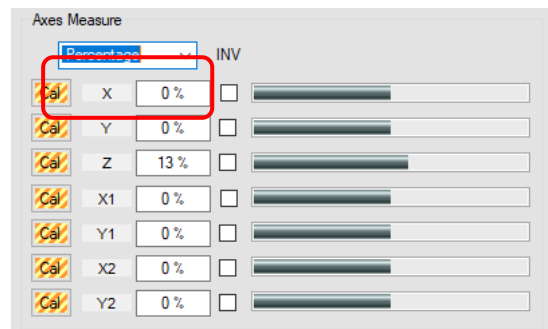 Axes Measure
Percentage INV
Cal X 0 %
Cal Y 0 %
Cal Z 13 %
Cal X1 0 %
Cal Y1 0 %
Cal X2 0 %
Cal Y2 0 %